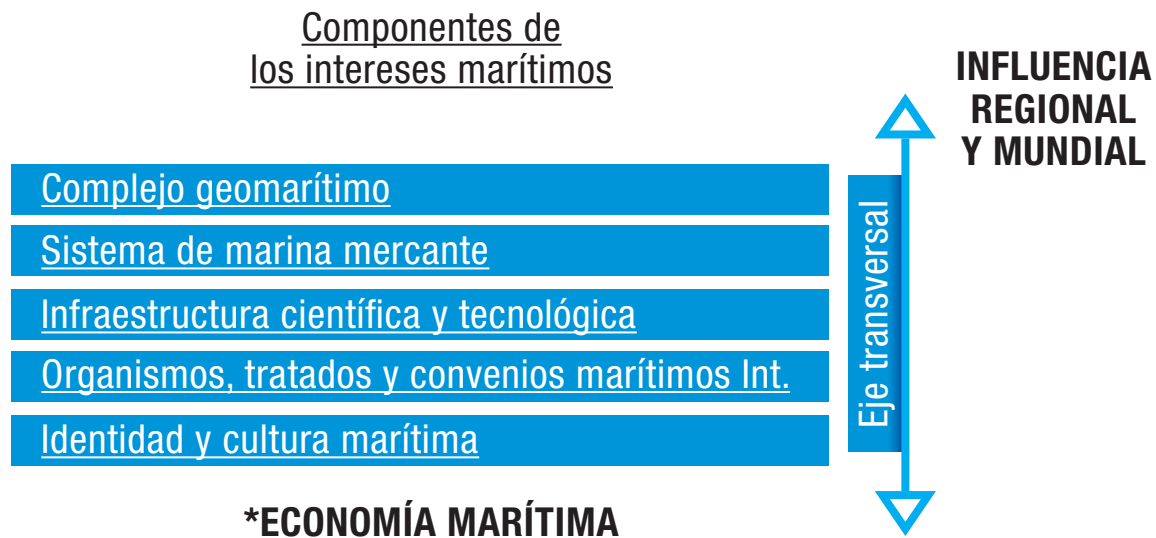 Componentes de
los intereses marítimos
INFLUENCIA
REGIONAL
Y MUNDIAL
Complejo geomarítimo
Sistema de marina mercante
Infraestructura científica y tecnológica
Organismos, tratados y convenios marítimos Int.
Identidad y cultura marítima
Eje transversal
*ECONOMÍA MARÍTIMA